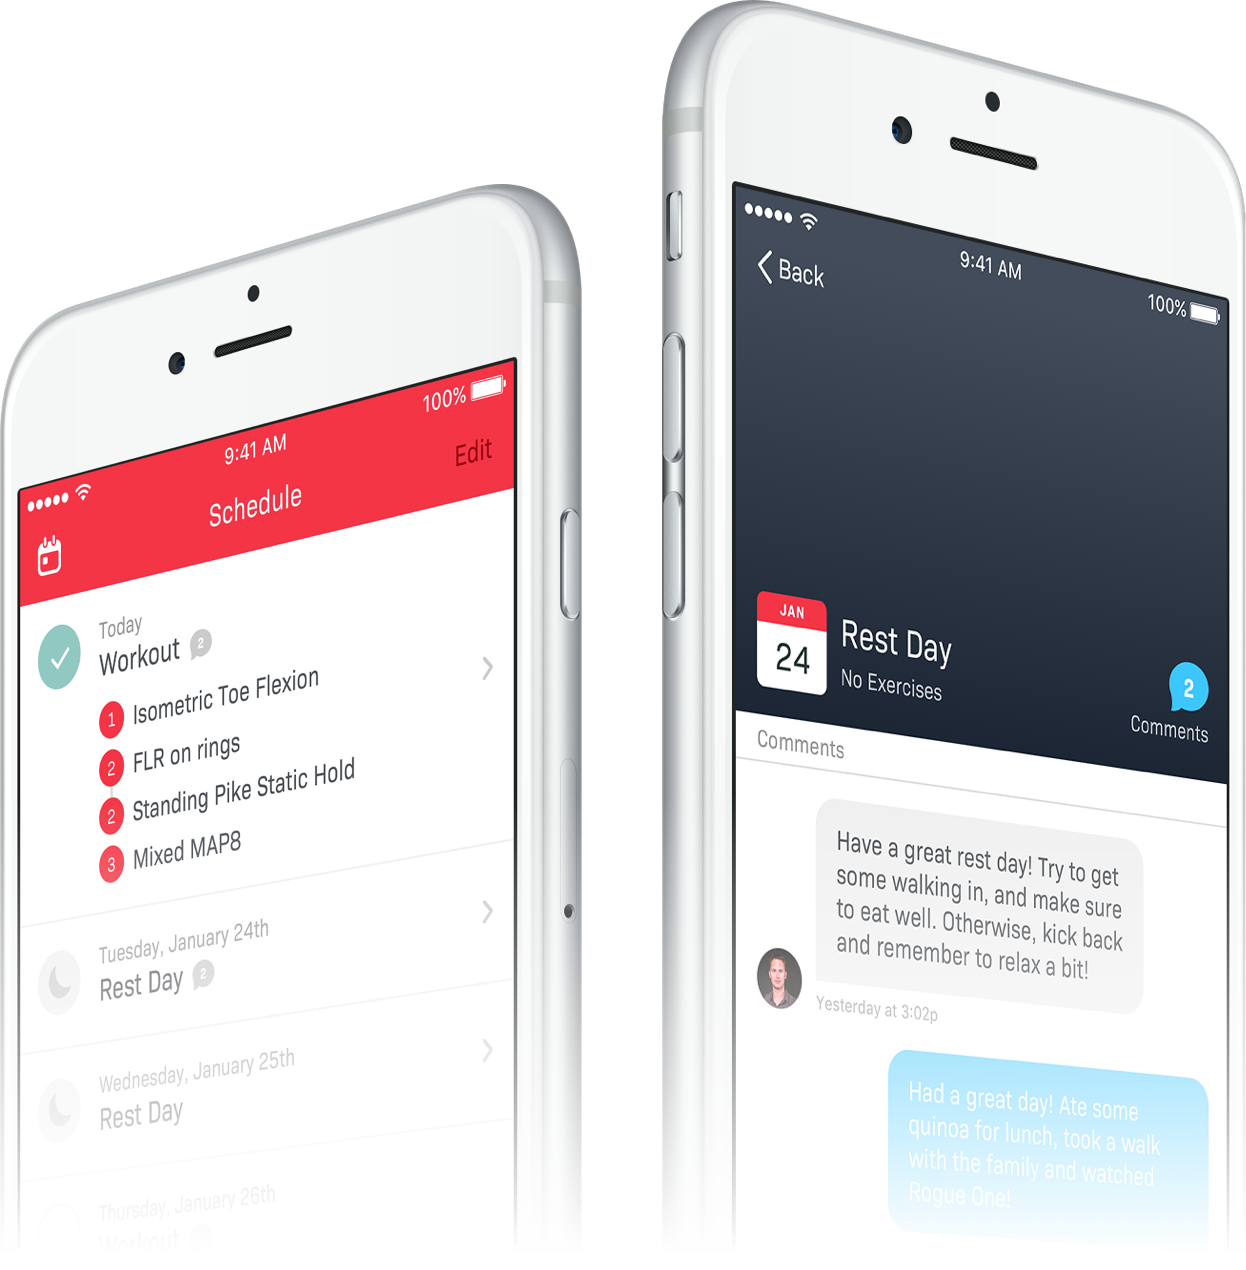 9:41 AM
100%
Schedule
Edit
Today
Workout 2
1 Isometric Toe Flexion
2 FLR on rings
2 Standing Pike Static Hold
3 Mixed MAP8
Tuesday, January 24th
Rest Day 2
Wednesday, January 25th
Rest Day
Thursday, January 26th
Workout
9:41 AM
100%
Back
JAN
24
Rest Day
No Exercises
2
Comments
Comments
Have a great rest day! Try to get
some walking in, and make sure
to eat well. Otherwise, kick back
and remember to relax a bit!
Yesterday at 3:02p
Had a great day! Ate some
quinoa for lunch, took a walk
with the family and watched
Rogue One!